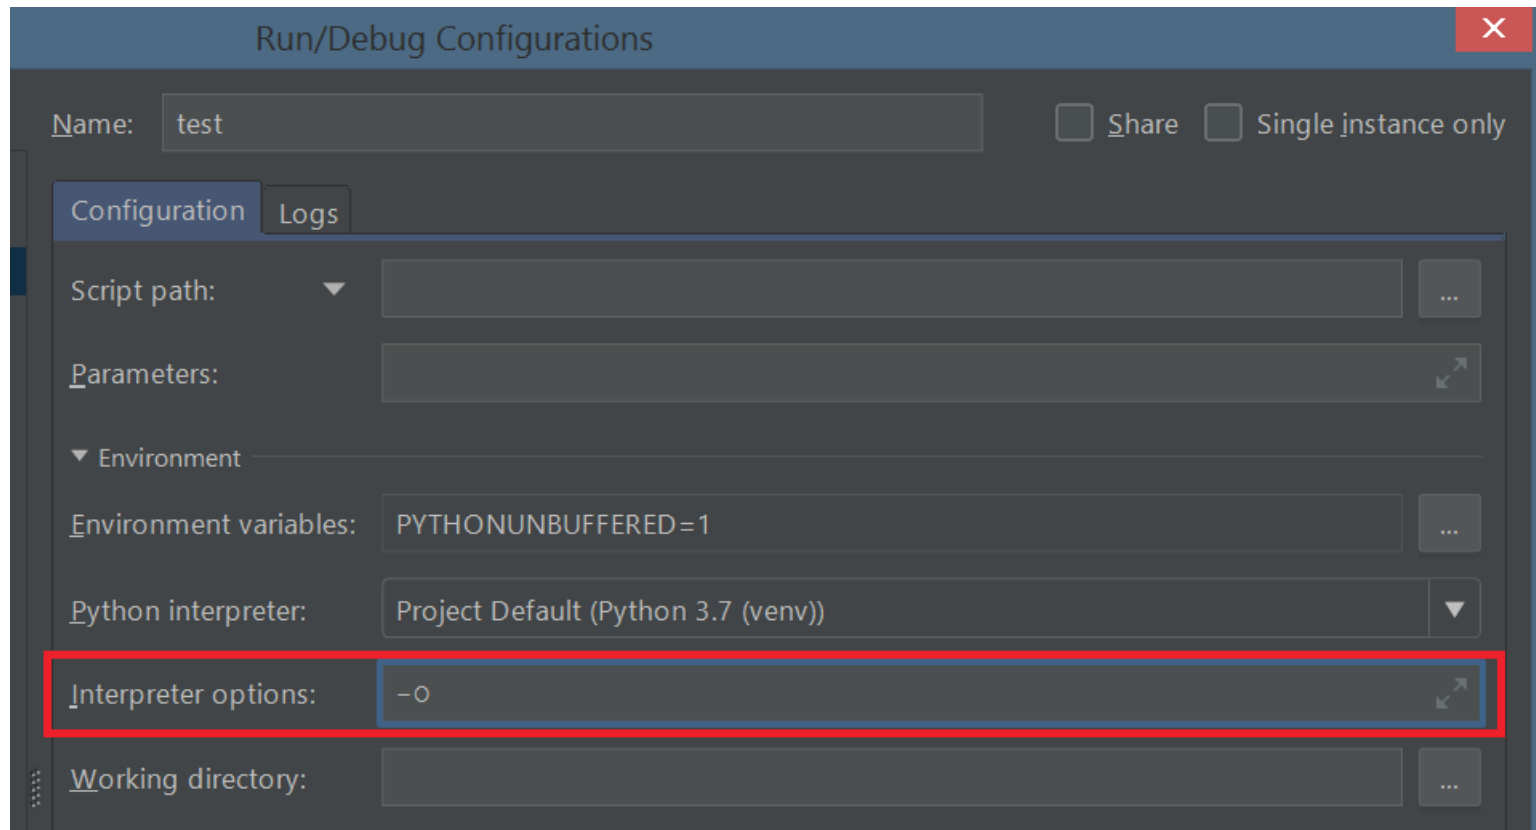 Run/Debug Configurations
Name: test Share Single instance only
Configuration Logs
Script path: ...
Parameters:
Environment
Environment variables: PYTHONUNBUFFERED=1 ...
Python interpreter: Project Default (Python 3.7 (venv))
Interpreter options: -O
Working directory: ...